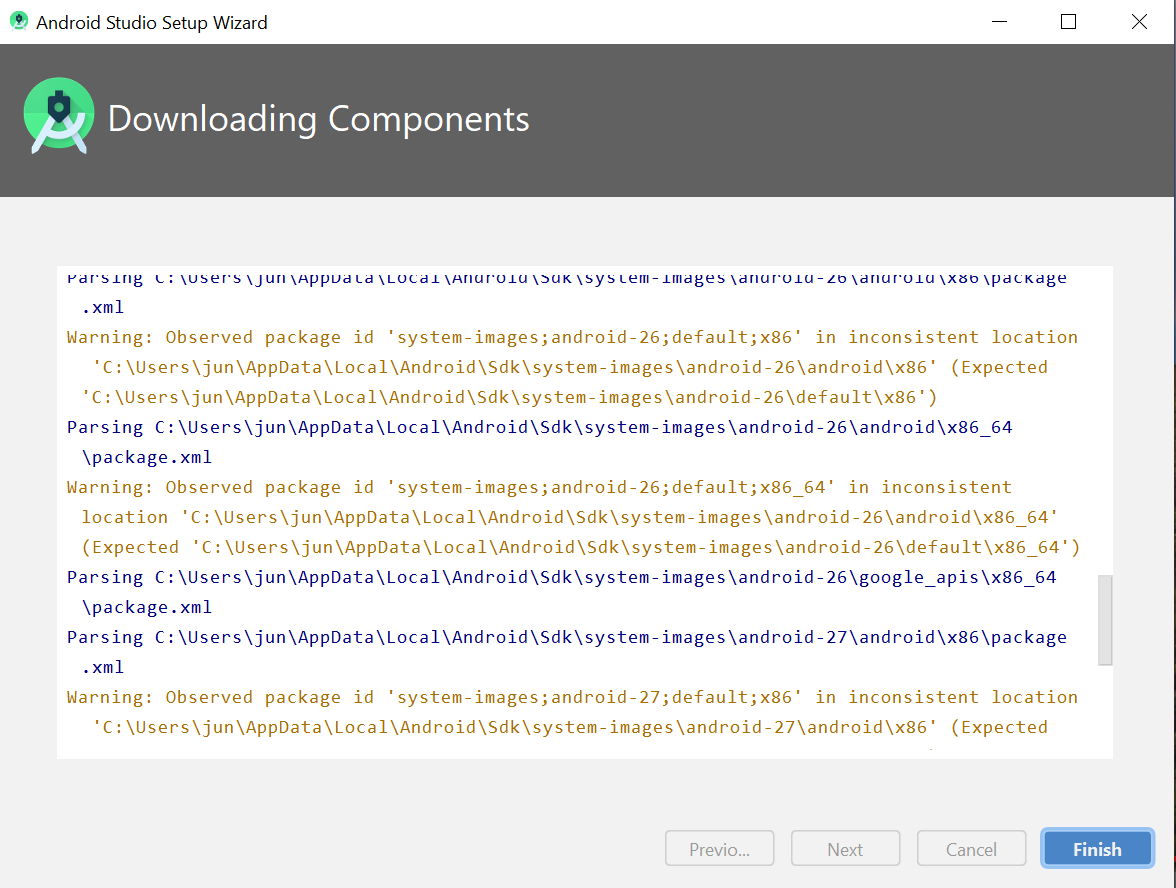 Android Studio Setup Wizard
Downloading Components
Parsing C:\Users\jun\AppData\Local\Android\Sdk\system-images\android-26\android\x86\package
.xml
Warning: Observed package id 'system-images;android-26;default;x86' in inconsistent location
'C:\Users\jun\AppData\Local\Android\Sdk\system-images\android-26\android\x86' (Expected
'C:\Users\jun\AppData\Local\Android\Sdk\system-images\android-26\default\x86')
Parsing C:\Users\jun\AppData\Local\Android\Sdk\system-images\android-26\android\x86_64
\package.xml
Warning: Observed package id 'system-images;android-26;default;x86_64' in inconsistent
location 'C:\Users\jun\AppData\Local\Android\Sdk\system-images\android-26\android\x86_64'
(Expected 'C:\Users\jun\AppData\Local\Android\Sdk\system-images\android-26\default\x86_64')
Parsing C:\Users\jun\AppData\Local\Android\Sdk\system-images\android-26\google_apis\x86_64
\package.xml
Parsing C:\Users\jun\AppData\Local\Android\Sdk\system-images\android-27\android\x86\package
.xml
Warning: Observed package id 'system-images;android-27;default;x86' in inconsistent location
'C:\Users\jun\AppData\Local\Android\Sdk\system-images\android-27\android\x86' (Expected
Previo...
Next
Cancel
Finish